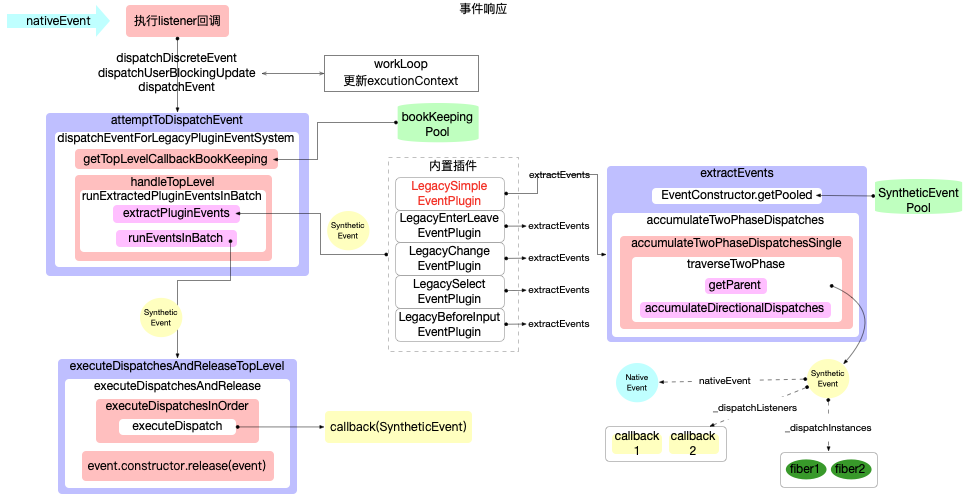 事件响应
nativeEvent
执行listener回调
dispatchDiscreteEvent
dispatchUserBlockingUpdate
dispatchEvent
workLoop
更新excutionContext
attemptToDispatchEvent
dispatchEventForLegacyPluginEventSystem
getTopLevelCallbackBookKeeping
handleTopLevel
runExtractedPluginEventsInBatch
extractPluginEvents
runEventsInBatch
bookKeeping
Pool
Synthetic
Event
内置插件
LegacySimple
EventPlugin
LegacyEnterLeave
EventPlugin
LegacyChange
EventPlugin
LegacySelect
EventPlugin
LegacyBeforeInput
EventPlugin
extractEvents
extractEvents
extractEvents
extractEvents
extractEvents
extractEvents
EventConstructor.getPooled
SyntheticEvent
Pool
accumulateTwoPhaseDispatches
accumulateTwoPhaseDispatchesSingle
traverseTwoPhase
getParent
accumulateDirectionalDispatches
Synthetic
Event
executeDispatchesAndReleaseTopLevel
executeDispatchesAndRelease
executeDispatchesInOrder
executeDispatch
event.constructor.release(event)
callback(SyntheticEvent)
Native
Event
nativeEvent
Synthetic
Event
_dispatchListeners
callback
1
callback
2
_dispatchInstances
fiber1
fiber2